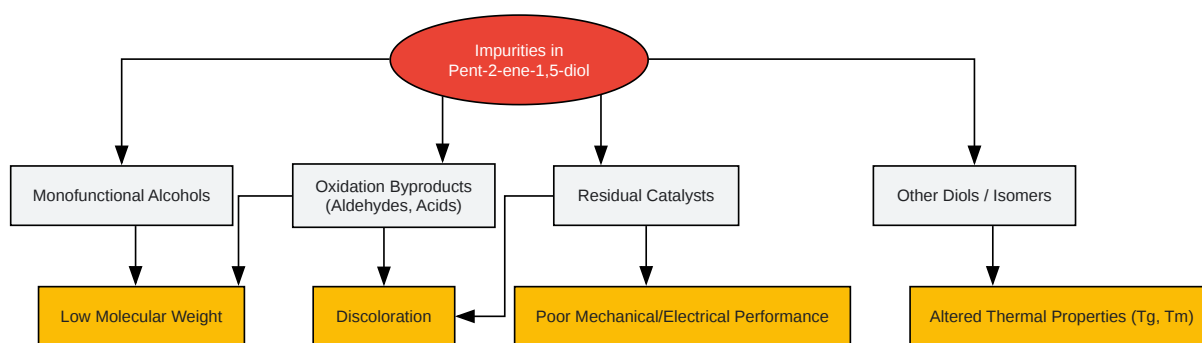 Impurities in
Pent-2-ene-1,5-diol
Monofunctional Alcohols
Oxidation Byproducts
(Aldehydes, Acids)
Residual Catalysts
Other Diols / Isomers
Low Molecular Weight
Discoloration
Poor Mechanical/Electrical Performance
Altered Thermal Properties (Tg, Tm)